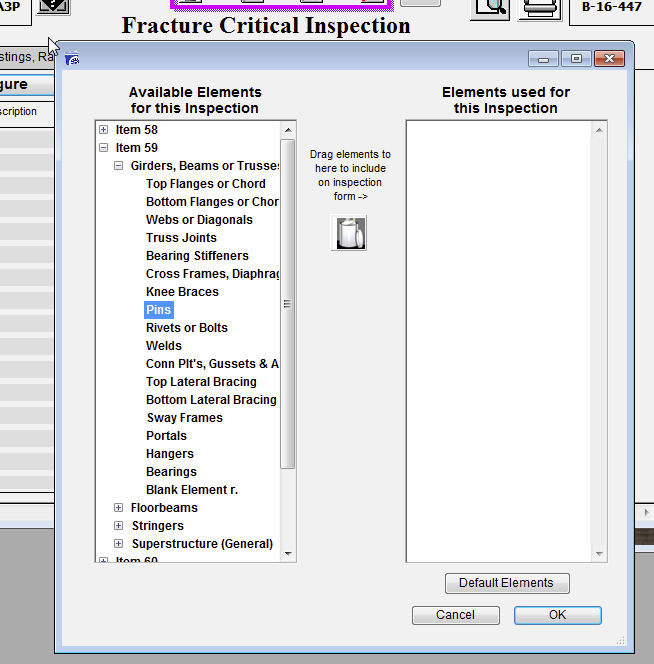 A3P
B-16-447
Fracture Critical Inspection
stings, Ra
gure
scription
Available Elements
for this Inspection
Item 58
Item 59
Girders, Beams or Trusses
Top Flanges or Chord
Bottom Flanges or Chor
Webs or Diagonals
Truss Joints
Bearing Stiffeners
Cross Frames, Diaphrag
Knee Braces
Pins
Rivets or Bolts
Welds
Conn Plt's, Gussets & A
Top Lateral Bracing
Bottom Lateral Bracing
Sway Frames
Portals
Hangers
Bearings
Blank Element r.
Floorbeams
Stringers
Superstructure (General)
Item 60
Drag elements to
here to include
on inspection
form ->
Elements used for
this Inspection
Default Elements
Cancel
OK